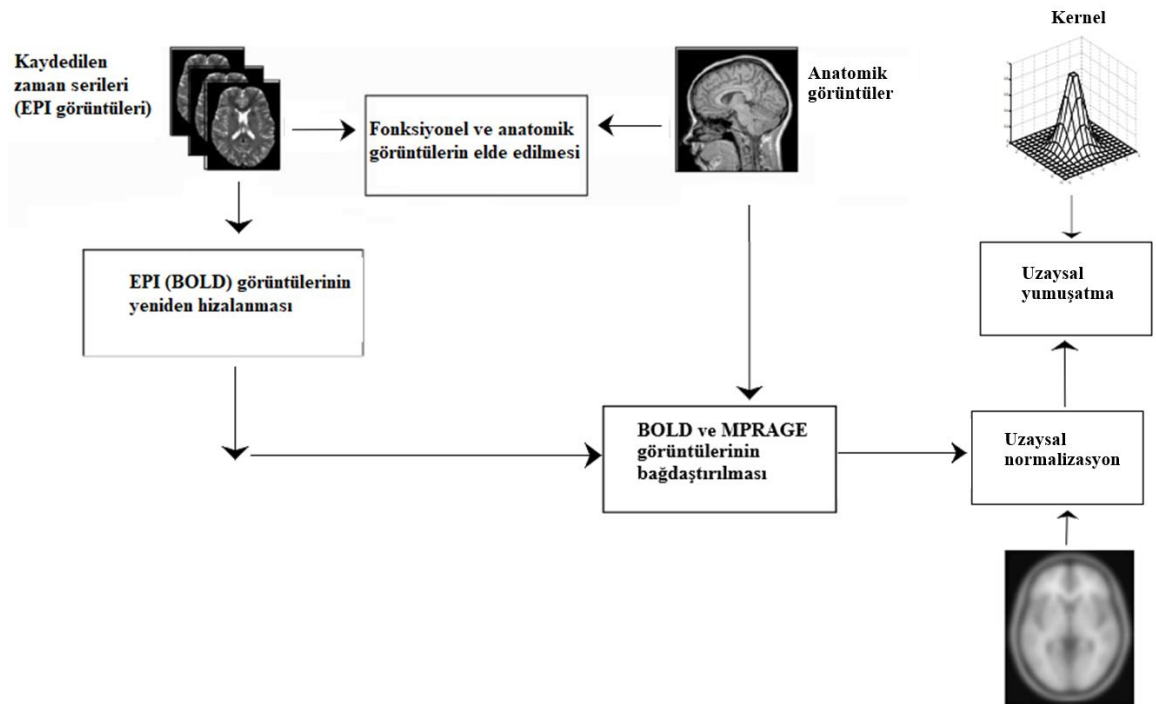 Kaydedilen
zaman serileri
(EPI görüntüleri)
Fonksiyonel ve anatomik
görüntülerin elde edilmesi
Anatomik
görüntüler
Kernel
EPI (BOLD) görüntülerinin
yeniden hizalanması
Uzaysal
yumuşatma
BOLD ve MPRAGE
görüntülerinin
bağdaştırılması
Uzaysal
normalizasyon